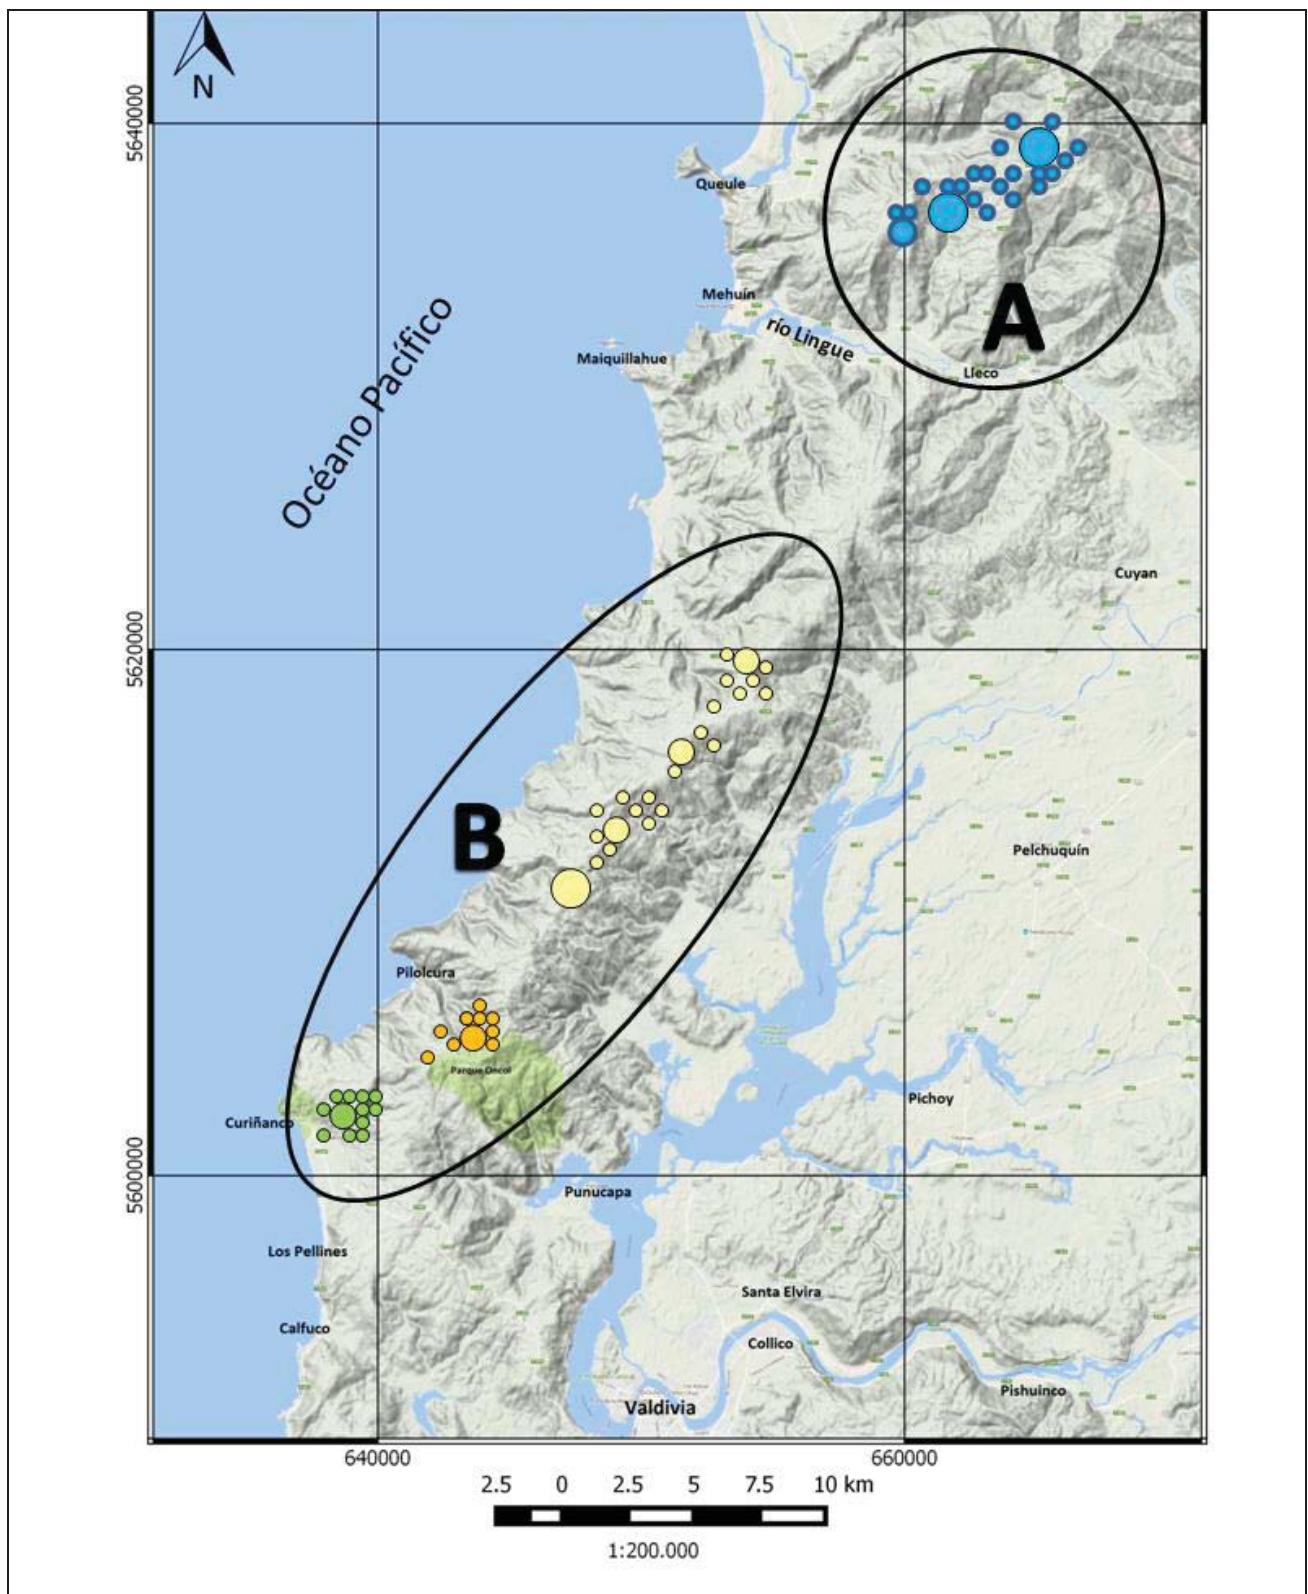 N
5640000
Queule
Mehuín
río Lingue
A
Maiquillahue
Lleco
Océano Pacífico
Cuyan
5620000
B
Pelchuquín
Pilolcura
Parque Oncol
Pichoy
Curiñanco
5600000
Punucapa
Los Pellines
Santa Elvira
Calfuco
Collico
Pishuinco
Valdivia
640000 660000
2.5 0 2.5 5 7.5 10 km
1:200.000